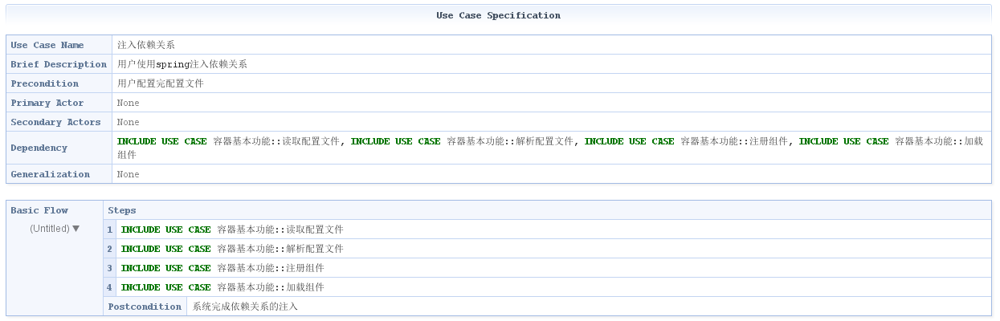 Use Case Specification
Use Case Name 注入依赖关系
Brief Description 用户使用spring注入依赖关系
Precondition 用户配置完配置文件
Primary Actor None
Secondary Actors None
Dependency INCLUDE USE CASE 容器基本功能::读取配置文件, INCLUDE USE CASE 容器基本功能::解析配置文件, INCLUDE USE CASE 容器基本功能::注册组件, INCLUDE USE CASE 容器基本功能::加载
组件
Generalization None
Basic Flow Steps
(Untitled) ▼
1 INCLUDE USE CASE 容器基本功能::读取配置文件
2 INCLUDE USE CASE 容器基本功能::解析配置文件
3 INCLUDE USE CASE 容器基本功能::注册组件
4 INCLUDE USE CASE 容器基本功能::加载组件
Postcondition 系统完成依赖关系的注入